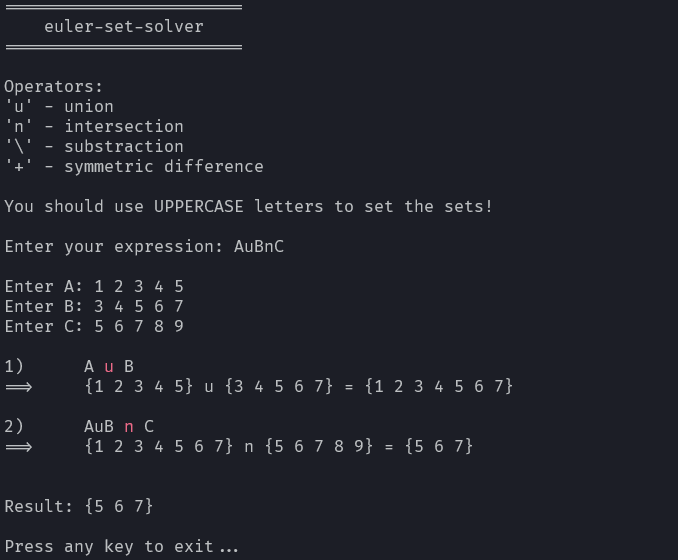 euler-set-solver
Operators:
'u' - union
'n' - intersection
'\' - substraction
'+' - symmetric difference
You should use UPPERCASE letters to set the sets!
Enter your expression: AuBnC
Enter A: 1 2 3 4 5
Enter B: 3 4 5 6 7
Enter C: 5 6 7 8 9
1) A u B
==> {1 2 3 4 5} u {3 4 5 6 7} = {1 2 3 4 5 6 7}
2) AuB n C
==> {1 2 3 4 5 6 7} n {5 6 7 8 9} = {5 6 7}
Result: {5 6 7}
Press any key to exit...